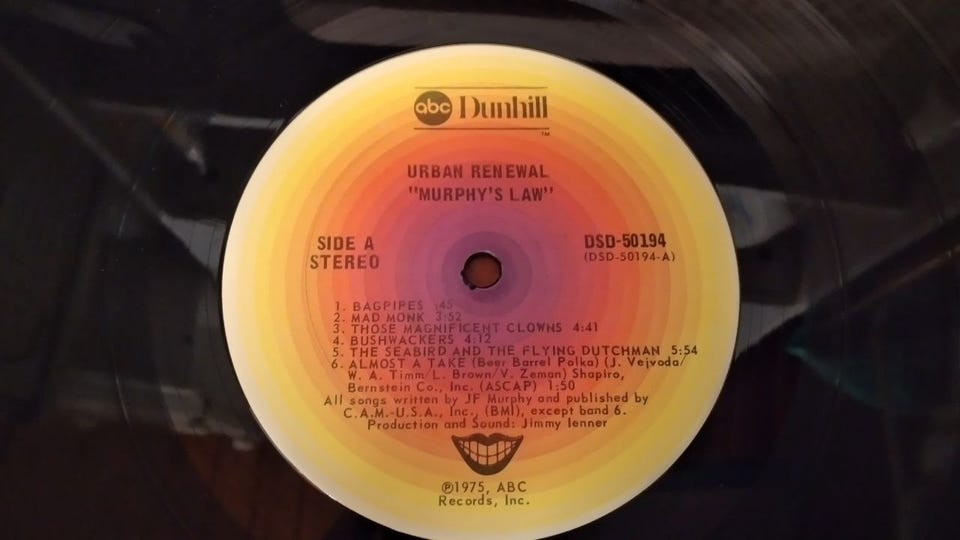 abc Dunhill
TM
URBAN RENEWAL
"MURPHY'S LAW"
SIDE A
STEREO
DSD-50194
(DSD-50194-A)
1. BAGPIPES :45
2. MAD MONK 3:52
3. THOSE MAGNIFICENT CLOWNS 4:41
4. BUSHWACKERS 4:12
5. THE SEABIRD AND THE FLYING DUTCHMAN 5:54
6. ALMOST A TAKE (Beer Barrel Polka) (J. Vejvoda/
W. A. Timm/L. Brown/V. Zeman) Shapiro,
Bernstein Co., Inc. (ASCAP) 1:50
All songs written by JF Murphy and published by
C.A.M.-U.S.A., Inc., (BMI), except band 6.
Production and Sound: Jimmy Ienner
℗1975, ABC
Records, Inc.